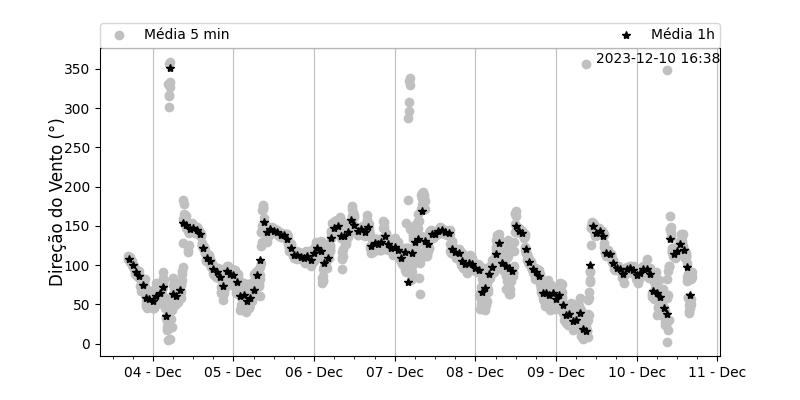 Média 5 min
Média 1h
2023-12-10 16:38
Direção do Vento (°)
350
300
250
200
150
100
50
0
04 - Dec
05 - Dec
06 - Dec
07 - Dec
08 - Dec
09 - Dec
10 - Dec
11 - Dec